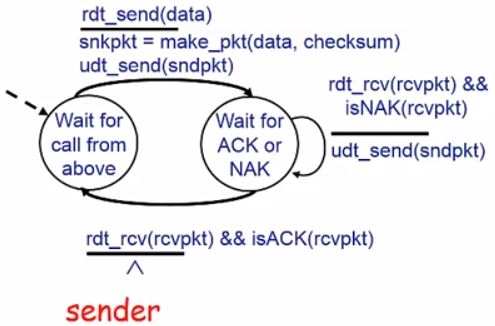 rdt_send(data)
snkpkt = make_pkt(data, checksum)
udt_send(sndpkt)
rdt_rcv(rcvpkt) &&
isNAK(rcvpkt)
Wait for
call from
above
Wait for
ACK or
NAK
udt_send(sndpkt)
rdt_rcv(rcvpkt) && isACK(rcvpkt)
Λ
sender